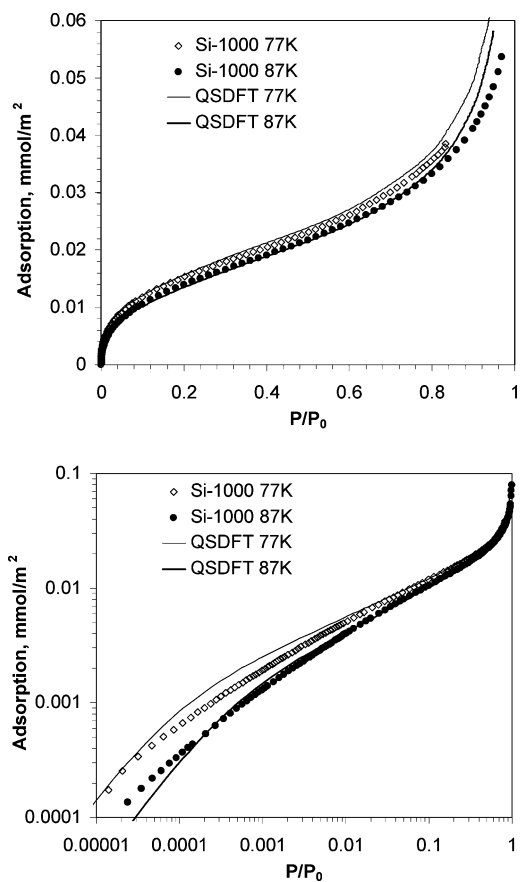 0.06
0.05
0.04
0.03
0.02
0.01
0
Adsorption, mmol/m²
Si-1000 77K
Si-1000 87K
QSDFT 77K
QSDFT 87K
0 0.2 0.4 0.6 0.8 1
P/P₀
0.1
0.01
0.001
0.0001
Adsorption, mmol/m²
Si-1000 77K
Si-1000 87K
QSDFT 77K
QSDFT 87K
0.00001 0.0001 0.001 0.01 0.1 1
P/P₀